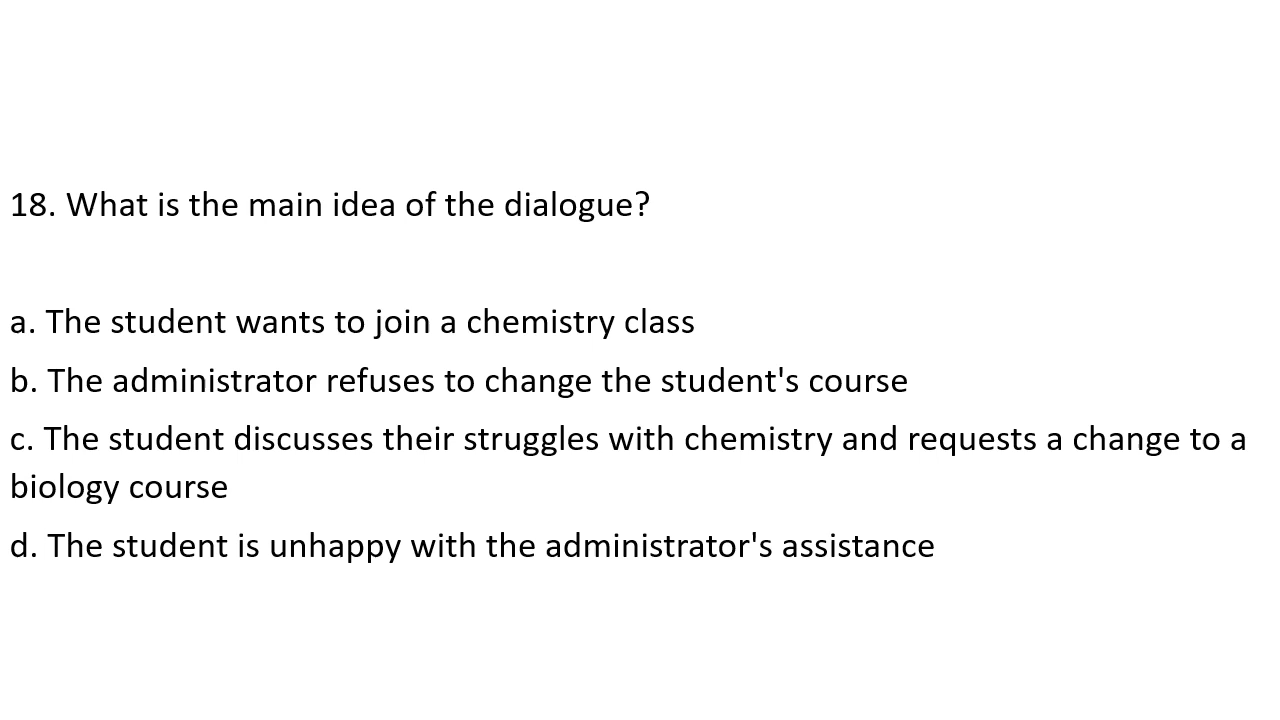 18. What is the main idea of the dialogue?
a. The student wants to join a chemistry class
b. The administrator refuses to change the student's course
c. The student discusses their struggles with chemistry and requests a change to a
biology course
d. The student is unhappy with the administrator's assistance